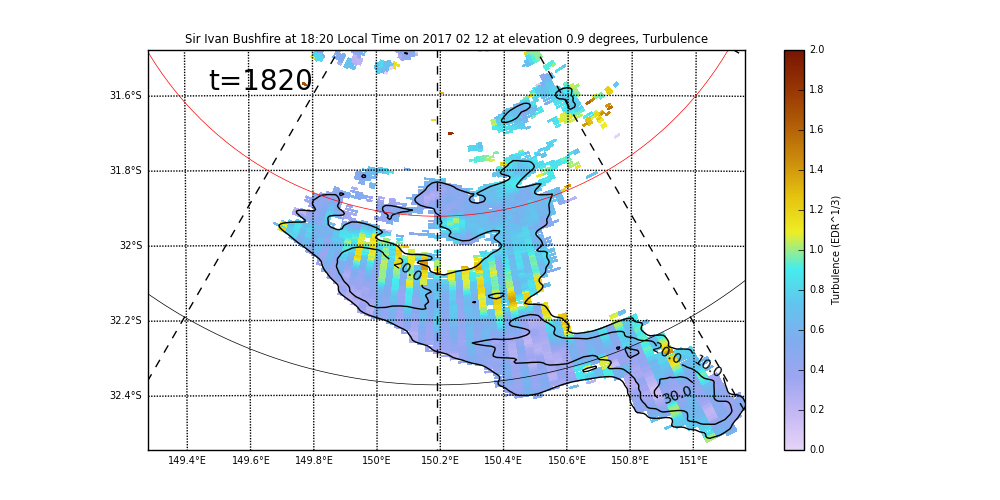 Sir Ivan Bushfire at 18:20 Local Time on 2017 02 12 at elevation 0.9 degrees, Turbulence
t=1820
31.6°S
31.8°S
32°S
32.2°S
32.4°S
149.4°E 149.6°E 149.8°E 150°E 150.2°E 150.4°E 150.6°E 150.8°E 151°E
20.0
20.0
10.0
30.0
2.0
1.8
1.6
1.4
1.2
1.0
0.8
0.6
0.4
0.2
0.0
Turbulence (EDR^1/3)